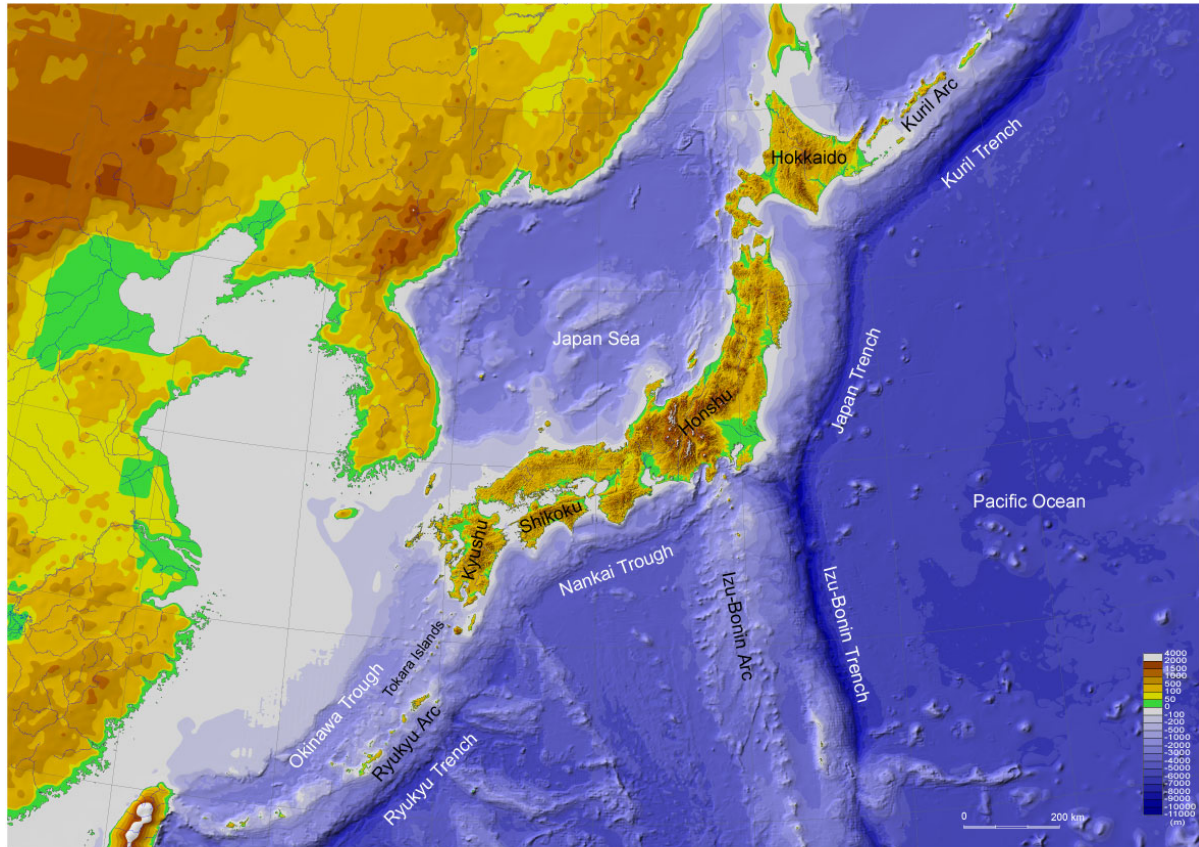 Kuril Arc
Kuril Trench
Hokkaido
Japan Sea
Japan Trench
Honshu
Pacific Ocean
Shikoku
Kyushu
Nankai Trough
Izu-Bonin Arc
Izu-Bonin Trench
Tokara Islands
Okinawa Trough
Ryukyu Arc
Ryukyu Trench
4000
2000
1500
1000
500
100
50
0
-100
-200
-500
-1000
-2000
-3000
-4000
-5000
-6000
-7000
-8000
-9000
-10000
-11000
(m)
0 200 km